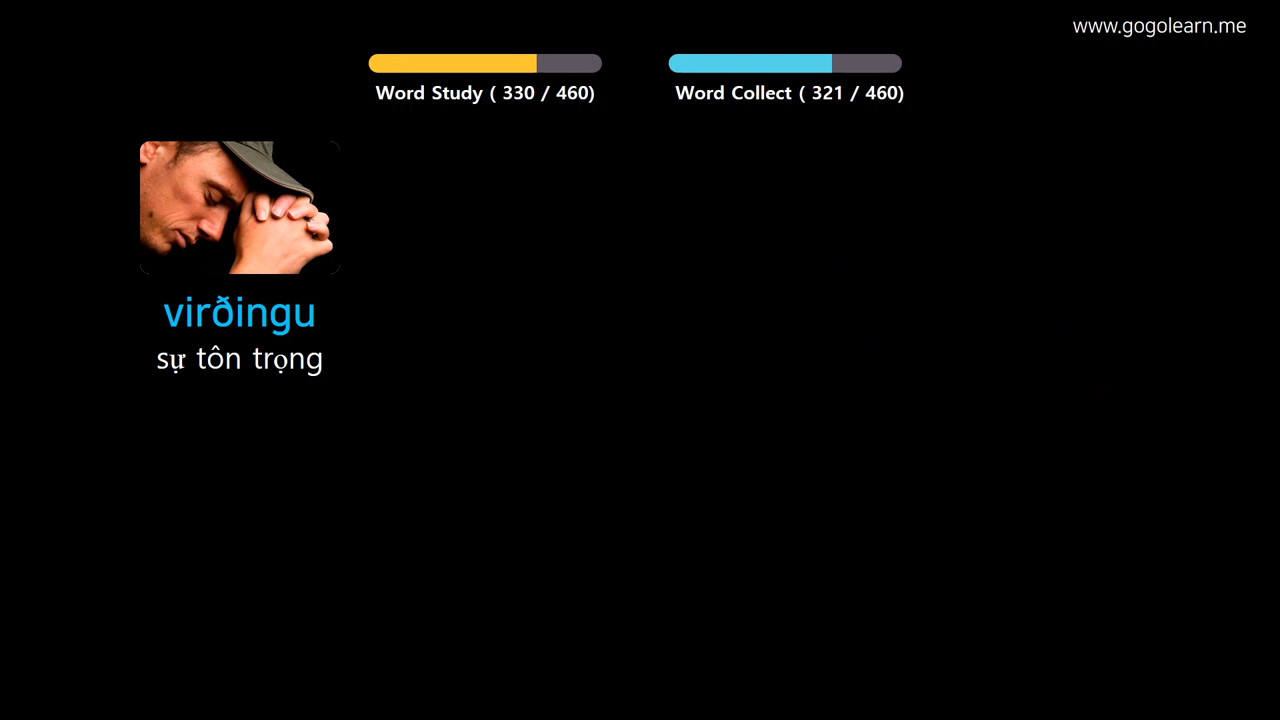 www.gogolearn.me
Word Study ( 330 / 460)
Word Collect ( 321 / 460)
virðingu
sự tôn trọng